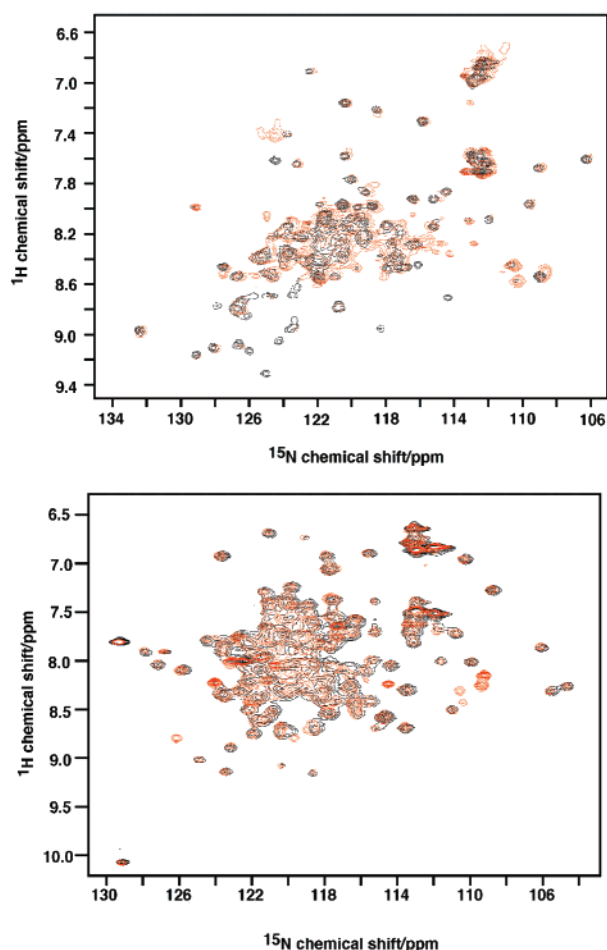 6.6
7.0
7.4
7.8
8.2
8.6
9.0
9.4
¹H chemical shift/ppm
134 130 126 122 118 114 110 106
¹⁵N chemical shift/ppm
6.5
7.0
7.5
8.0
8.5
9.0
9.5
10.0
¹H chemical shift/ppm
130 126 122 118 114 110 106
¹⁵N chemical shift/ppm